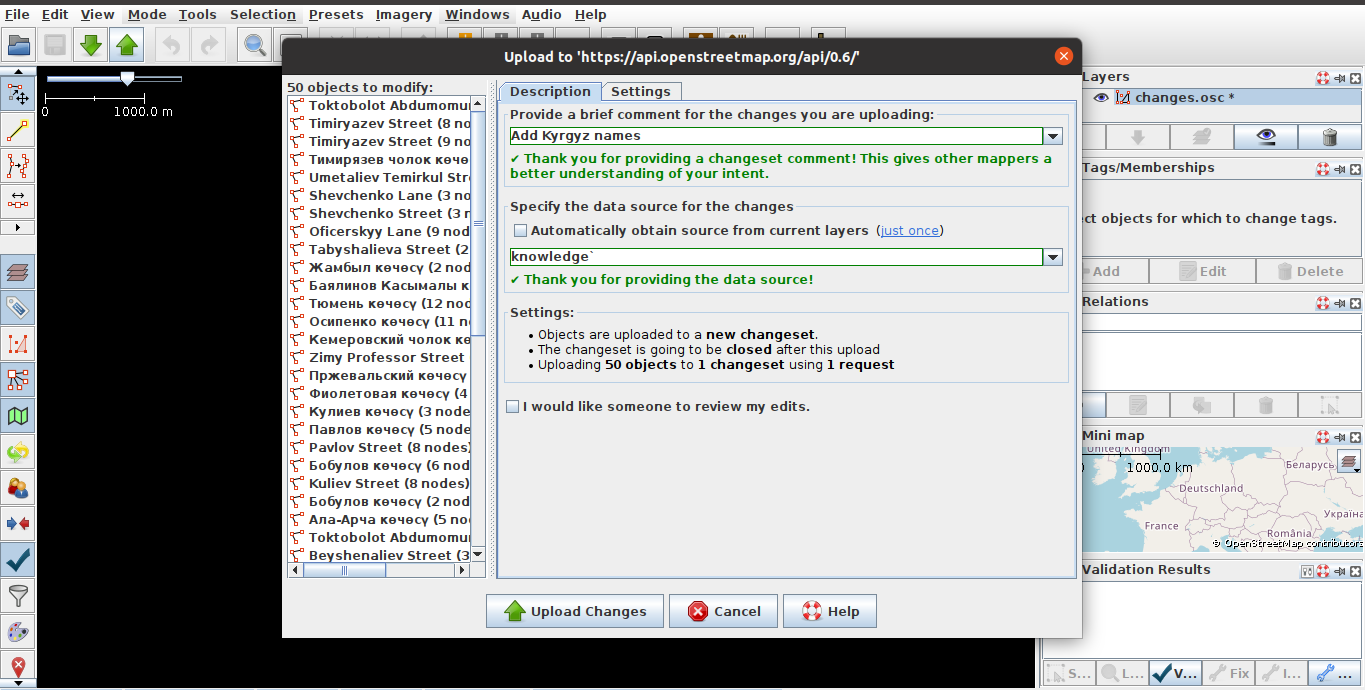 File Edit View Mode Tools Selection Presets Imagery Windows Audio Help
Upload to 'https://api.openstreetmap.org/api/0.6/'
0 1000.0 m
50 objects to modify:
Toktobolot Abdumomun
Timiryazev Street (8 no
Timiryazev Street (9 no
Тимирязев чолок көчө
Umetaliev Temirkul Stre
Shevchenko Lane (3 no
Shevchenko Street (3 r
Oficerskyy Lane (9 nod
Tabyshalieva Street (2
Жамбыл көчөсү (2 nod
Баялинов Касымалы к
Тюмень көчөсү (12 noc
Осипенко көчөсү (11 n
Кемеровский чолок кө
Zimy Professor Street
Пржевальский көчөсү
Фиолетовая көчөсү (4
Кулиев көчөсү (3 node
Павлов көчөсү (5 node
Pavlov Street (8 nodes)
Бобулов көчөсү (6 nod
Kuliev Street (8 nodes)
Бобулов көчөсү (2 nod
Ала-Арча көчөсү (5 no
Toktobolot Abdumomun
Beyshenaliev Street (3
Description Settings
Provide a brief comment for the changes you are uploading:
Add Kyrgyz names
✔ Thank you for providing a changeset comment! This gives other mappers a
better understanding of your intent.
Specify the data source for the changes
Automatically obtain source from current layers (just once)
knowledge`
✔ Thank you for providing the data source!
Settings:
• Objects are uploaded to a new changeset.
• The changeset is going to be closed after this upload
• Uploading 50 objects to 1 changeset using 1 request
I would like someone to review my edits.
Upload Changes Cancel Help
Layers
changes.osc *
Tags/Memberships
ct objects for which to change tags.
Add Edit Delete
Relations
Mini map
United Kingdom
1000.0 km
Беларусь
Deutschland
Україна
France
România
© OpenStreetMap contributors
Validation Results
S... L... V... Fix I... ...